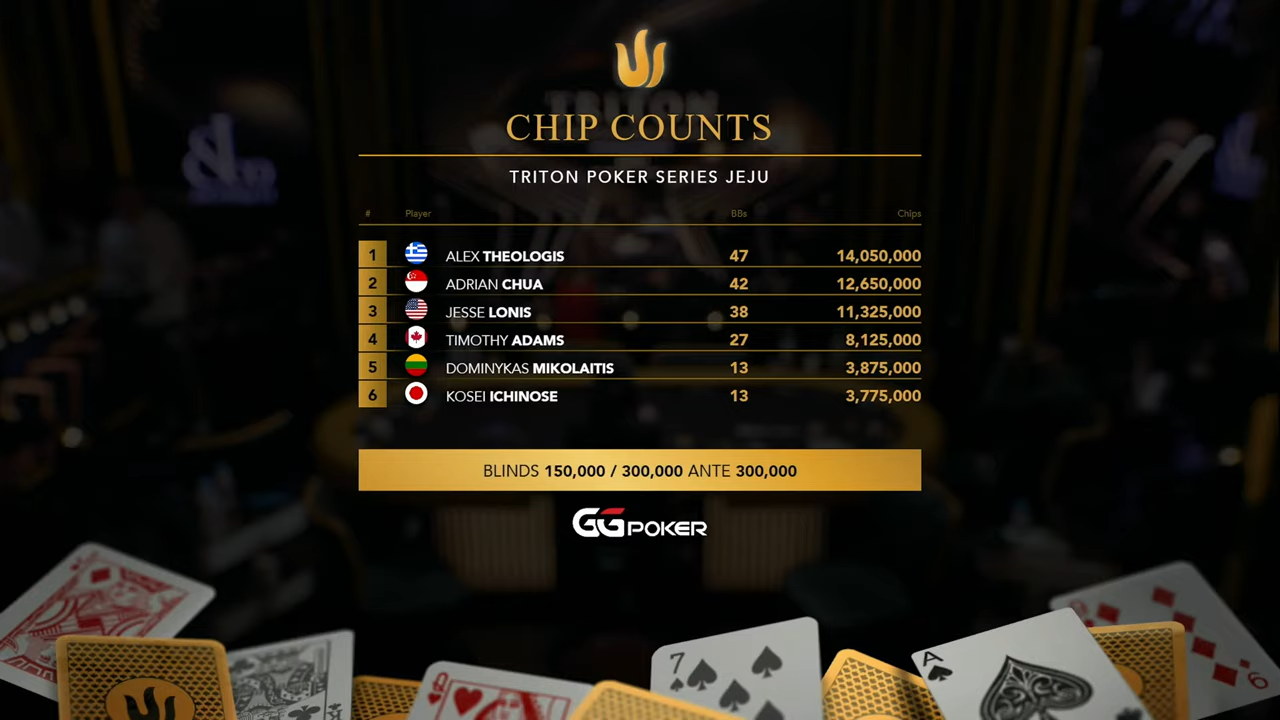 TRITON
CHIP COUNTS
TRITON POKER SERIES JEJU
# Player BBs Chips
1 ALEX THEOLOGIS 47 14,050,000
2 ADRIAN CHUA 42 12,650,000
3 JESSE LONIS 38 11,325,000
4 TIMOTHY ADAMS 27 8,125,000
5 DOMINYKAS MIKOLAITIS 13 3,875,000
6 KOSEI ICHINOSE 13 3,775,000
BLINDS 150,000 / 300,000 ANTE 300,000
GGPOKER
7
A
9